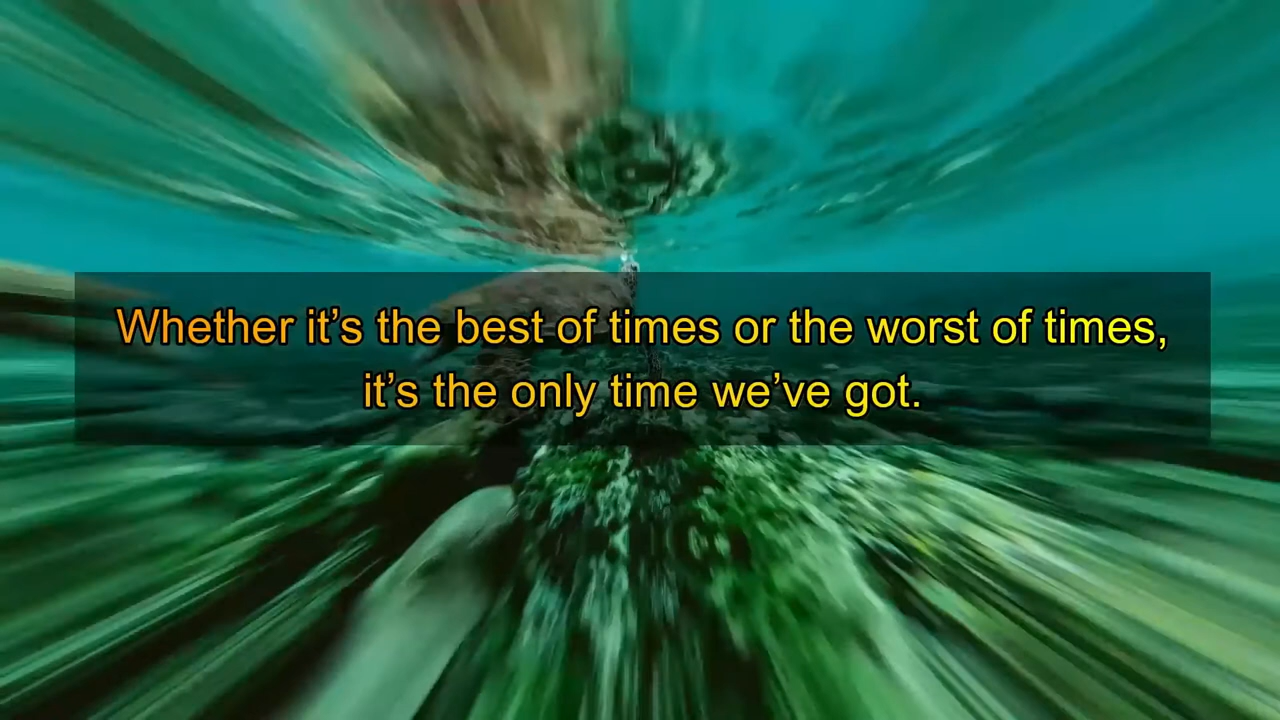 Whether it’s the best of times or the worst of times,
it’s the only time we’ve got.